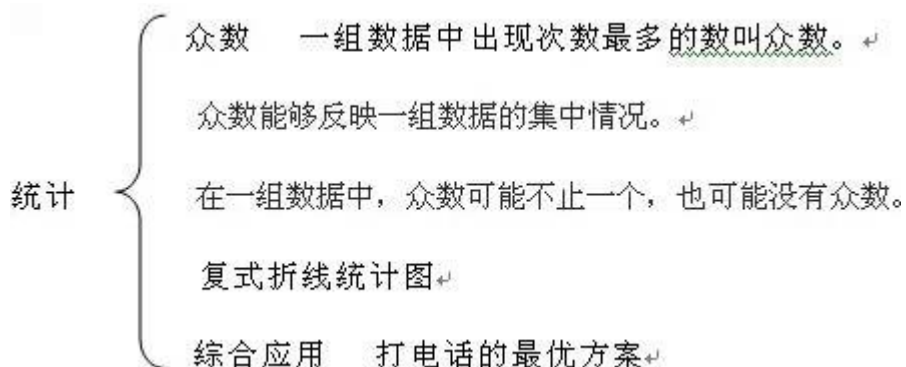 众数 一组数据中出现次数最多的数叫众数。
众数能够反映一组数据的集中情况。
统计
在一组数据中，众数可能不止一个，也可能没有众数。
复式折线统计图
综合应用 打电话的最优方案